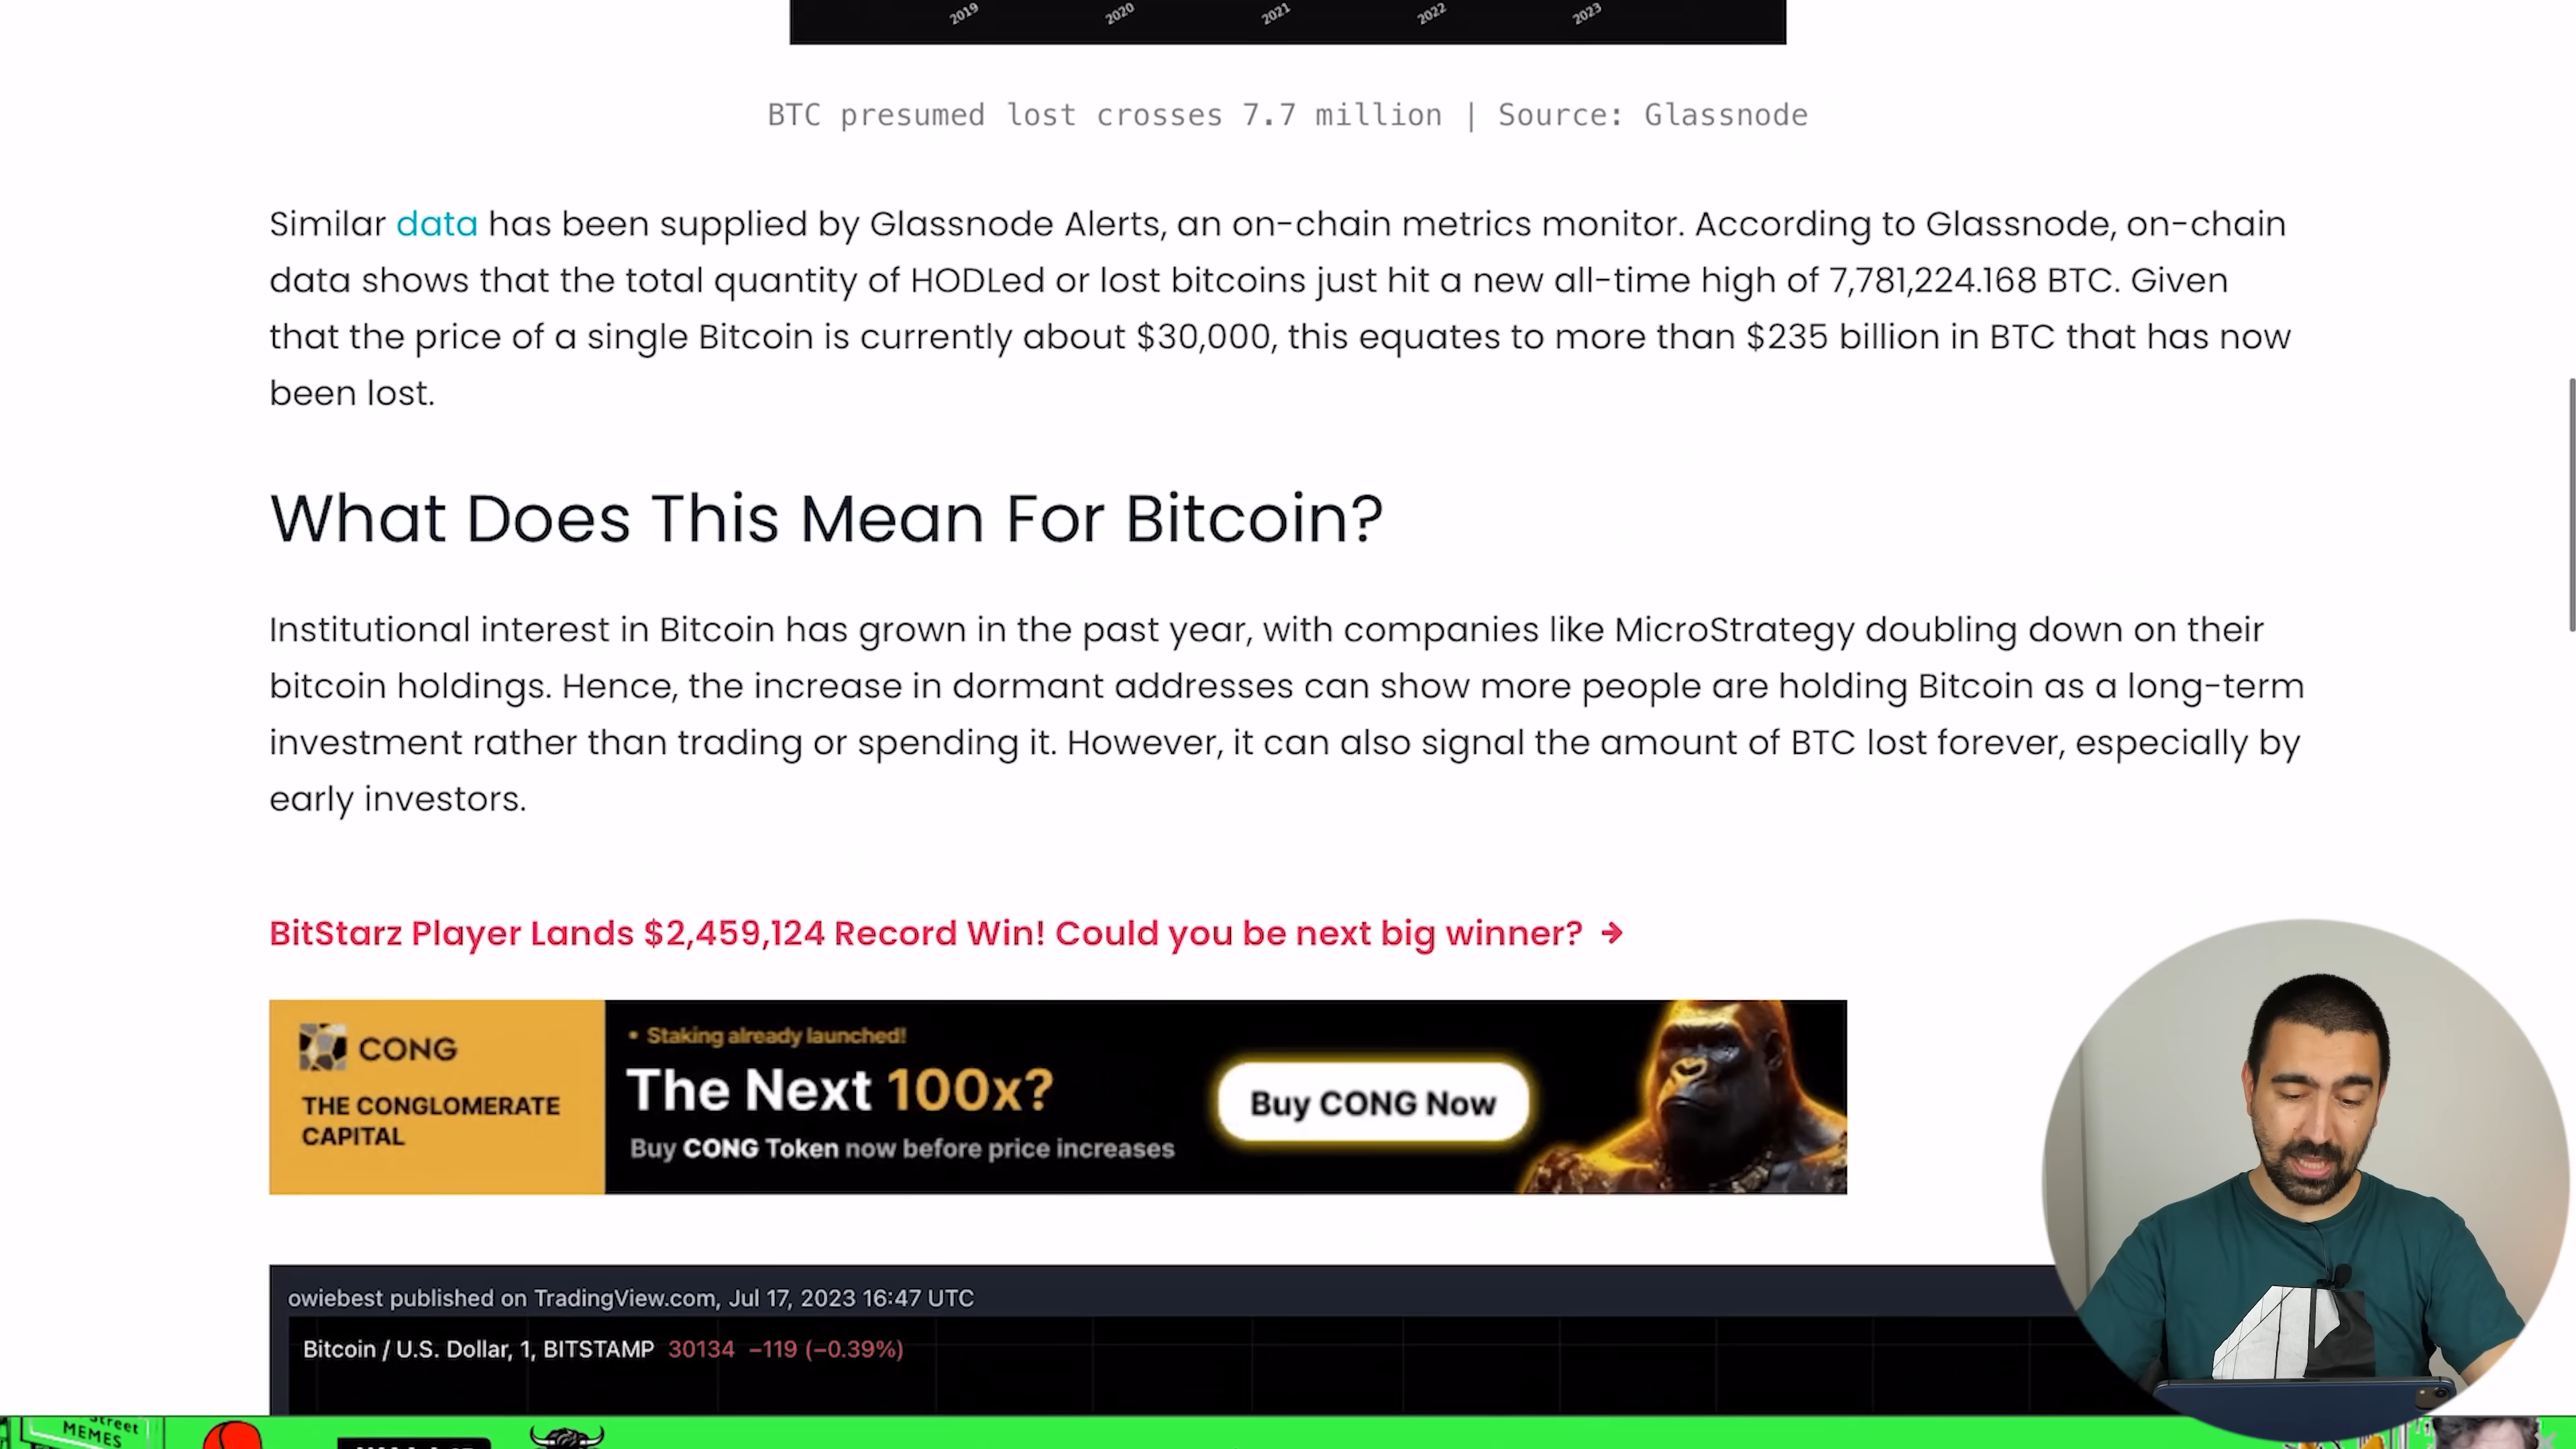 2019 2020 2021 2022 2023
BTC presumed lost crosses 7.7 million | Source: Glassnode
Similar data has been supplied by Glassnode Alerts, an on-chain metrics monitor. According to Glassnode, on-chain
data shows that the total quantity of HODLed or lost bitcoins just hit a new all-time high of 7,781,224.168 BTC. Given
that the price of a single Bitcoin is currently about $30,000, this equates to more than $235 billion in BTC that has now
been lost.
What Does This Mean For Bitcoin?
Institutional interest in Bitcoin has grown in the past year, with companies like MicroStrategy doubling down on their
bitcoin holdings. Hence, the increase in dormant addresses can show more people are holding Bitcoin as a long-term
investment rather than trading or spending it. However, it can also signal the amount of BTC lost forever, especially by
early investors.
BitStarz Player Lands $2,459,124 Record Win! Could you be next big winner? →
CONG
THE CONGLOMERATE
CAPITAL
• Staking already launched!
The Next 100x?
Buy CONG Token now before price increases
Buy CONG Now
owiebest published on TradingView.com, Jul 17, 2023 16:47 UTC
Bitcoin / U.S. Dollar, 1, BITSTAMP 30134 −119 (−0.39%)
Street
MEMES